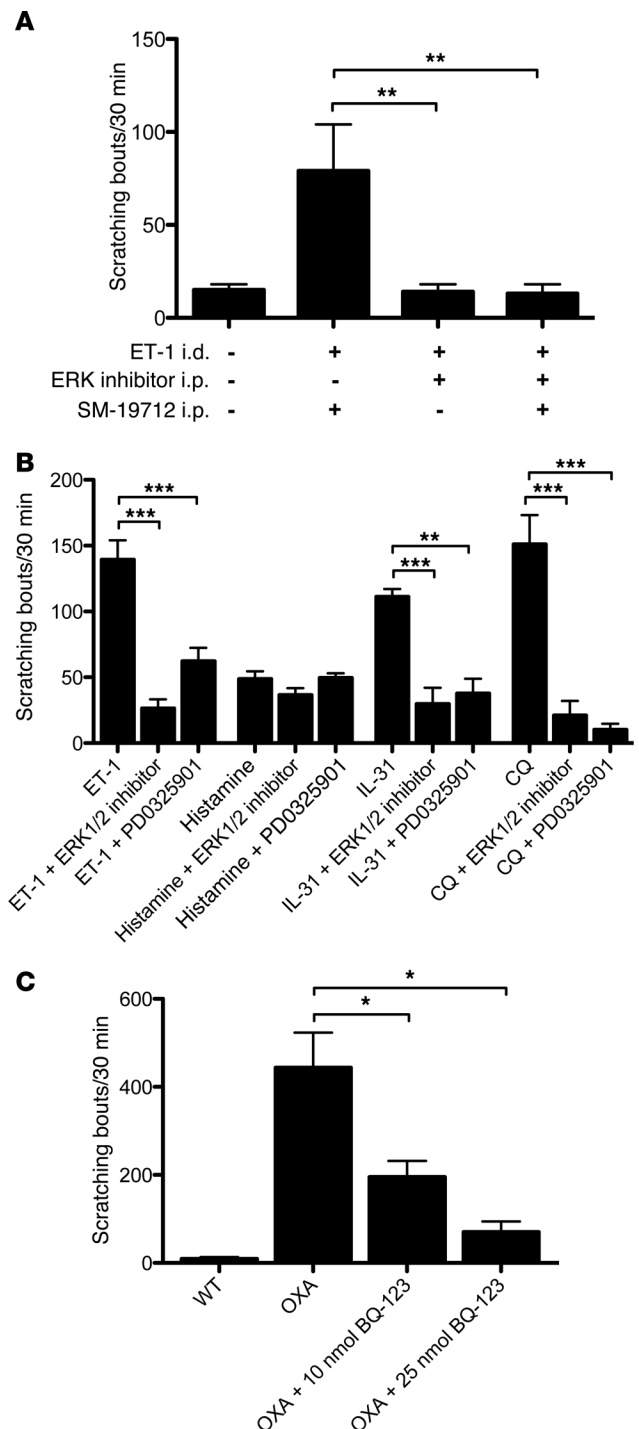 A
Scratching bouts/30 min
150
100
50
0
**
**
ET-1 i.d. - + + +
ERK inhibitor i.p. - - + +
SM-19712 i.p. - + - +
B
Scratching bouts/30 min
200
150
100
50
0
***
***
**
***
***
***
ET-1
ET-1 + ERK1/2 inhibitor
ET-1 + PD0325901
Histamine
Histamine + ERK1/2 inhibitor
Histamine + PD0325901
IL-31
IL-31 + ERK1/2 inhibitor
IL-31 + PD0325901
CQ
CQ + ERK1/2 inhibitor
CQ + PD0325901
C
Scratching bouts/30 min
600
400
200
0
*
*
WT
OXA
OXA + 10 nmol BQ-123
OXA + 25 nmol BQ-123